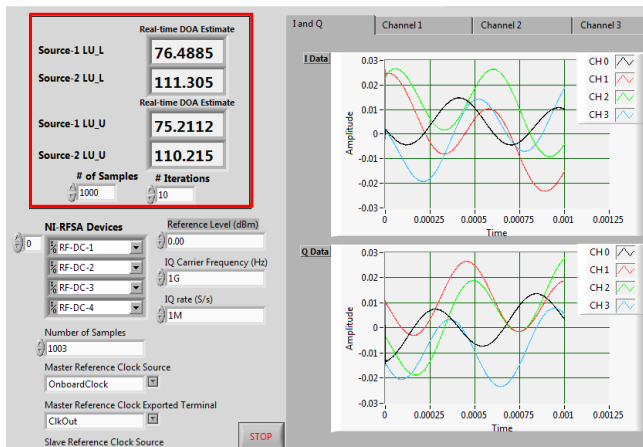 Real-time DOA Estimate
Source-1 LU_L
76.4885
Source-2 LU_L
111.305
Real-time DOA Estimate
Source-1 LU_U
75.2112
Source-2 LU_U
110.215
# of Samples
# Iterations
1000
10
NI-RFSA Devices
0
RF-DC-1
RF-DC-2
RF-DC-3
RF-DC-4
Reference Level (dBm)
0.00
IQ Carrier Frequency (Hz)
1G
IQ rate (S/s)
1M
Number of Samples
1003
Master Reference Clock Source
OnboardClock
Master Reference Clock Exported Terminal
ClkOut
Slave Reference Clock Source
STOP
I and Q
Channel 1
Channel 2
Channel 3
I Data
CH 0
CH 1
CH 2
CH 3
Amplitude
0.03
0.02
0.01
0
-0.01
-0.02
-0.03
0
0.00025
0.0005
0.00075
0.001
0.00125
Time
Q Data
CH 0
CH 1
CH 2
CH 3
Amplitude
0.03
0.02
0.01
0
-0.01
-0.02
-0.03
0
0.00025
0.0005
0.00075
0.001
0.00125
Time